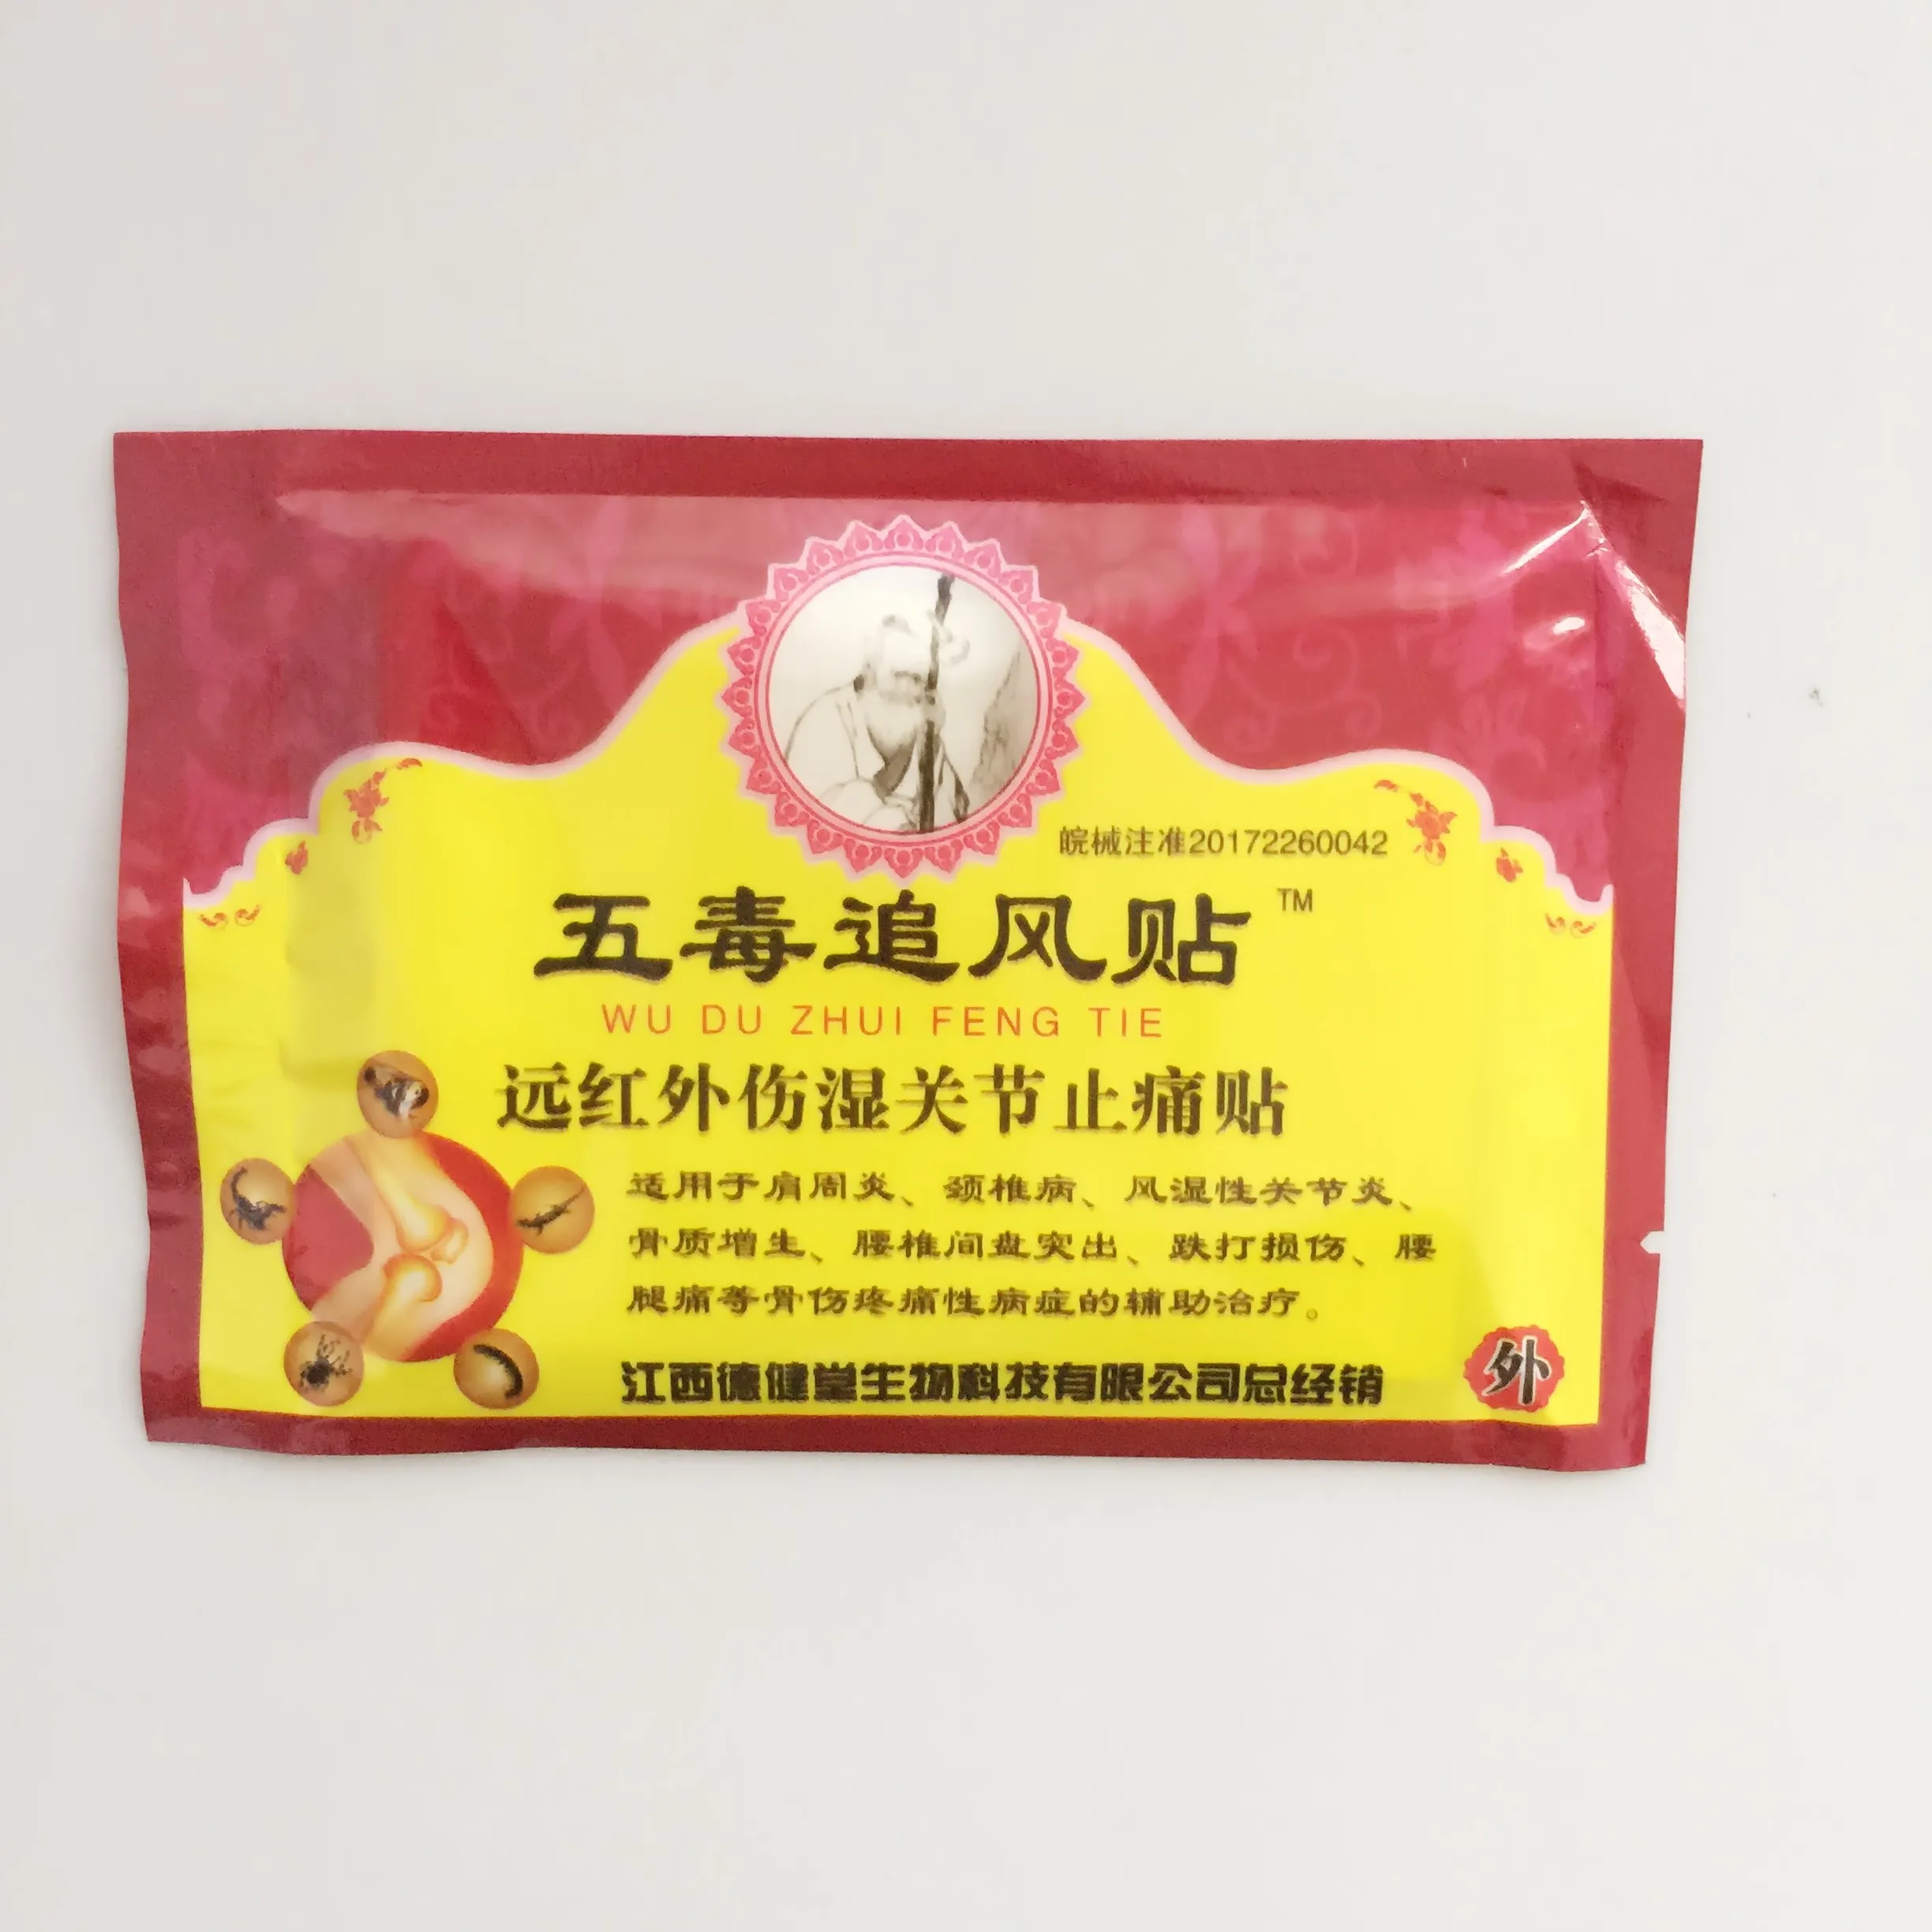 皖械注准20172260042
五毒追风贴 TM
WU DU ZHUI FENG TIE
远红外伤湿关节止痛贴
适用于肩周炎、颈椎病、风湿性关节炎、
骨质增生、腰椎间盘突出、跌打损伤、腰
腿痛等骨伤疼痛性病症的辅助治疗。
江西德健堂生物科技有限公司总经销
外